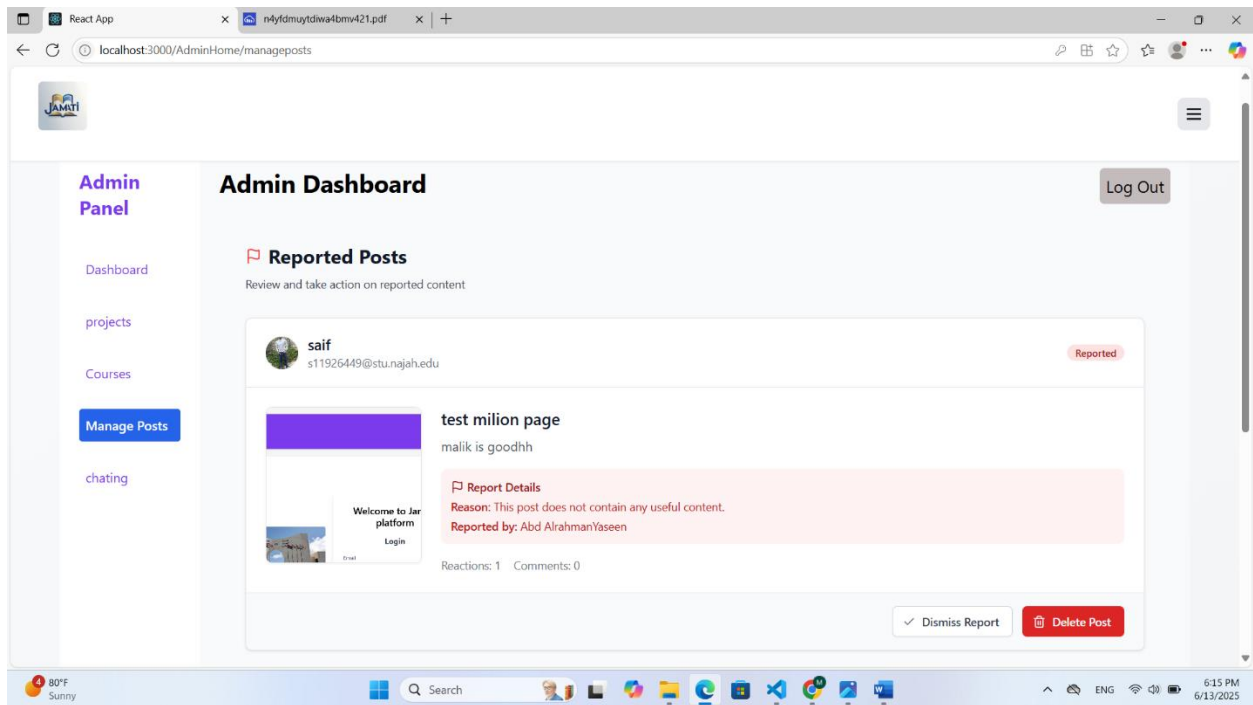 React App
n4yfdmuytdiwa4bmv421.pdf
localhost:3000/AdminHome/manageposts
JAMITI
Admin
Panel
Admin Dashboard
Log Out
Dashboard
projects
Courses
Manage Posts
chating
Reported Posts
Review and take action on reported content
saif
s11926449@stu.najah.edu
Reported
Welcome to Jar
platform
Login
Email
test milion page
malik is goodhh
Report Details
Reason: This post does not contain any useful content.
Reported by: Abd AlrahmanYaseen
Reactions: 1 Comments: 0
Dismiss Report
Delete Post
4
80°F
Sunny
Search
ENG
6:15 PM
6/13/2025